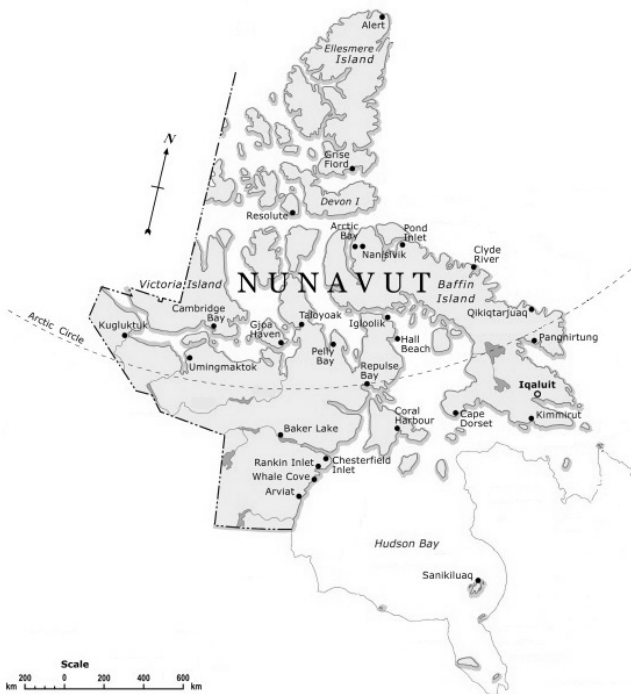 Alert
Ellesmere
Island
N
Grise
Fiord
Devon I
Resolute
Arctic
Bay
Pond
Inlet
Nanisivik
Clyde
River
Victoria Island
NUNAVUT
Baffin
Island
Cambridge
Bay
Taloyoak
Qikiqtarjuaq
Arctic Circle
Kugluktuk
Gjoa
Haven
Igloolik
Hall
Beach
Pangnirtung
Umingmaktok
Pelly
Bay
Repulse
Bay
Iqaluit
Baker Lake
Coral
Harbour
Cape
Dorset
Kimmirut
Rankin Inlet
Chesterfield
Inlet
Whale Cove
Arviat
Hudson Bay
Sanikiluaq
Scale
200 0 200 400 600
km km